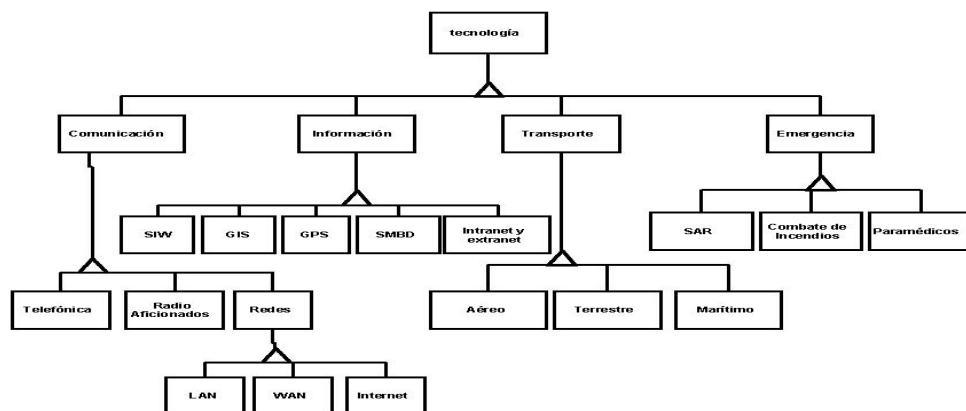 tecnología
Comunicación
Información
Transporte
Emergencia
SIW
GIS
GPS
SMBD
Intranet y
extranet
SAR
Combate de
Incendios
Paramédicos
Telefónica
Radio
Aficionados
Redes
Aéreo
Terrestre
Marítimo
LAN
WAN
Internet